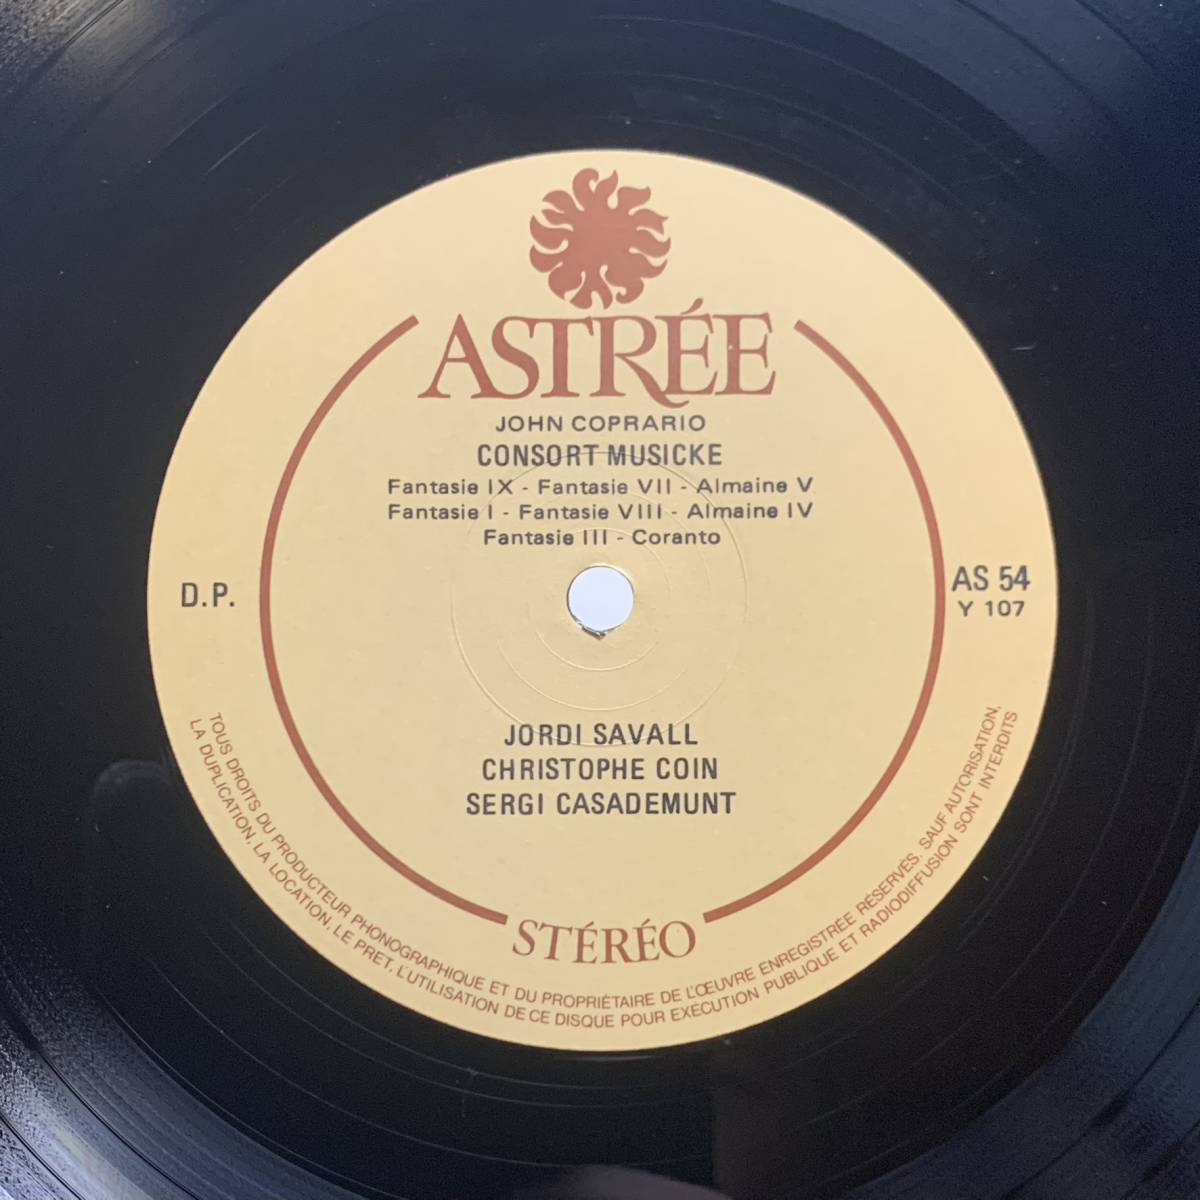 ASTRÉE
JOHN COPRARIO
CONSORT MUSICKE
Fantasie IX - Fantasie VII - Almaine V
Fantasie I - Fantasie VIII - Almaine IV
Fantasie III - Coranto
D.P.
AS 54
Y 107
JORDI SAVALL
CHRISTOPHE COIN
SERGI CASADEMUNT
STÉRÉO
TOUS DROITS DU PRODUCTEUR PHONOGRAPHIQUE ET DU PROPRIÉTAIRE DE L'ŒUVRE ENREGISTRÉE RÉSERVÉS. SAUF AUTORISATION,
LA DUPLICATION, LA LOCATION, LE PRET, L'UTILISATION DE CE DISQUE POUR EXECUTION PUBLIQUE ET RADIODIFFUSION SONT INTERDITS